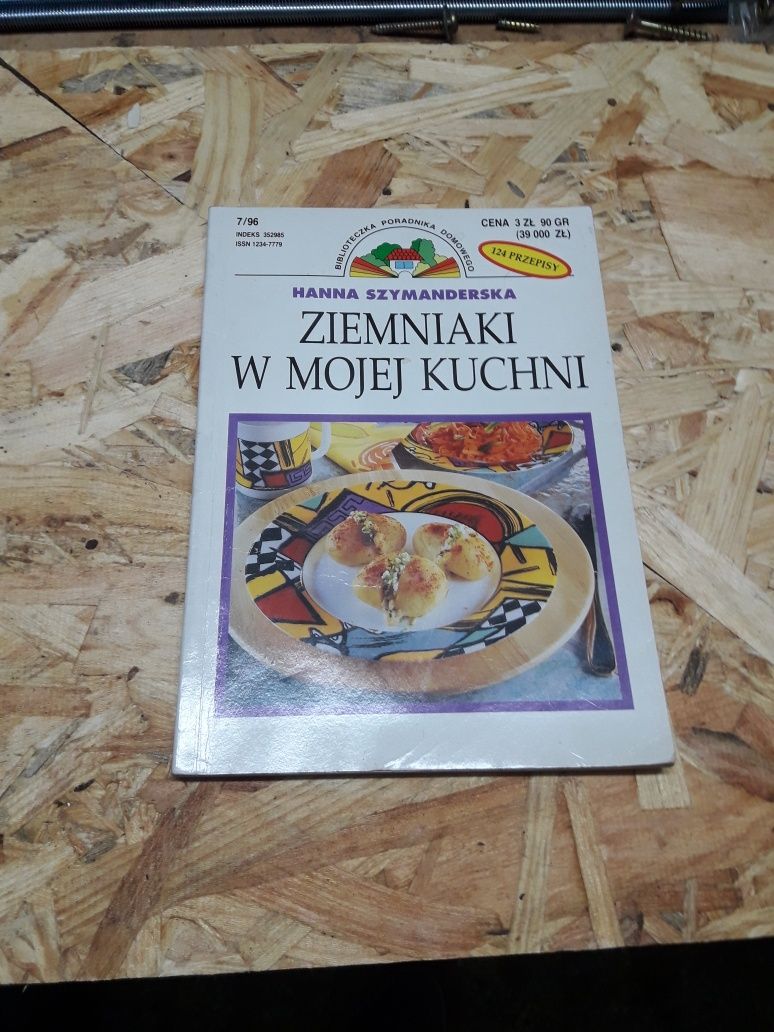 7/96
INDEKS 352985
ISSN 1234-7779
BIBLIOTECZKA PORADNIKA DOMOWEGO
CENA 3 ZŁ 90 GR
(39 000 ZŁ)
124 PRZEPISY
HANNA SZYMANDERSKA
ZIEMNIAKI
W MOJEJ KUCHNI